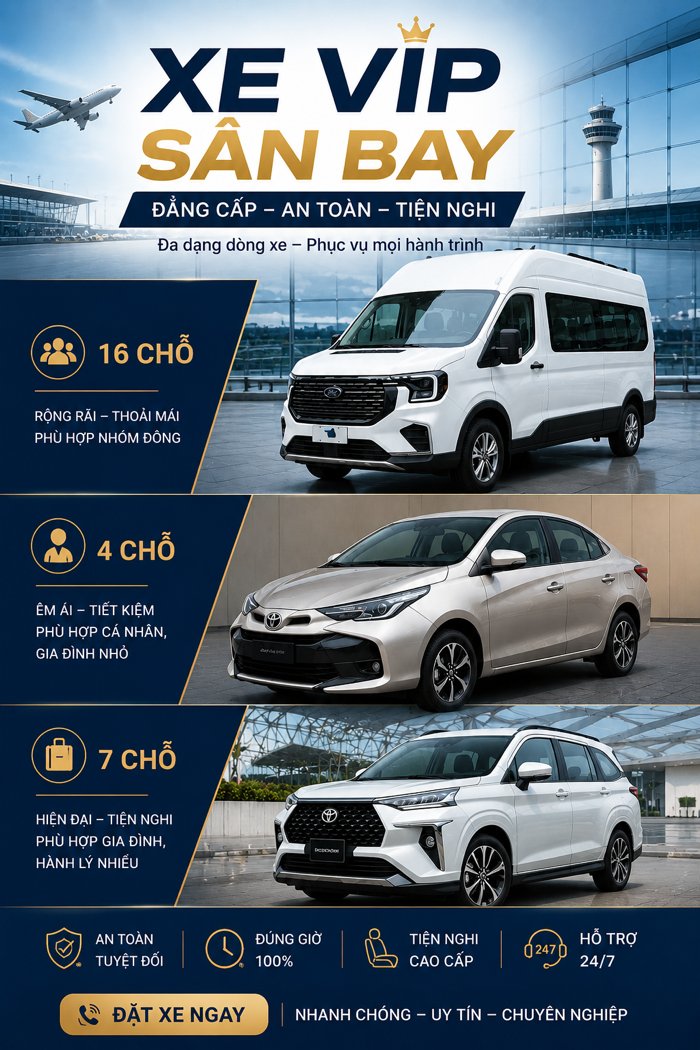 XE VIP
SÂN BAY
ĐẲNG CẤP – AN TOÀN – TIỆN NGHI
Đa dạng dòng xe – Phục vụ mọi hành trình
16 CHỖ
RỘNG RÃI – THOẢI MÁI
PHÙ HỢP NHÓM ĐÔNG
4 CHỖ
ÊM ÁI – TIẾT KIỆM
PHÙ HỢP CÁ NHÂN,
GIA ĐÌNH NHỎ
7 CHỖ
HIỆN ĐẠI – TIỆN NGHI
PHÙ HỢP GIA ĐÌNH,
HÀNH LÝ NHIỀU
AN TOÀN
TUYỆT ĐỐI
ĐÚNG GIỜ
100%
TIỆN NGHI
CAO CẤP
247
HỖ TRỢ
24/7
ĐẶT XE NGAY
NHANH CHÓNG – UY TÍN – CHUYÊN NGHIỆP